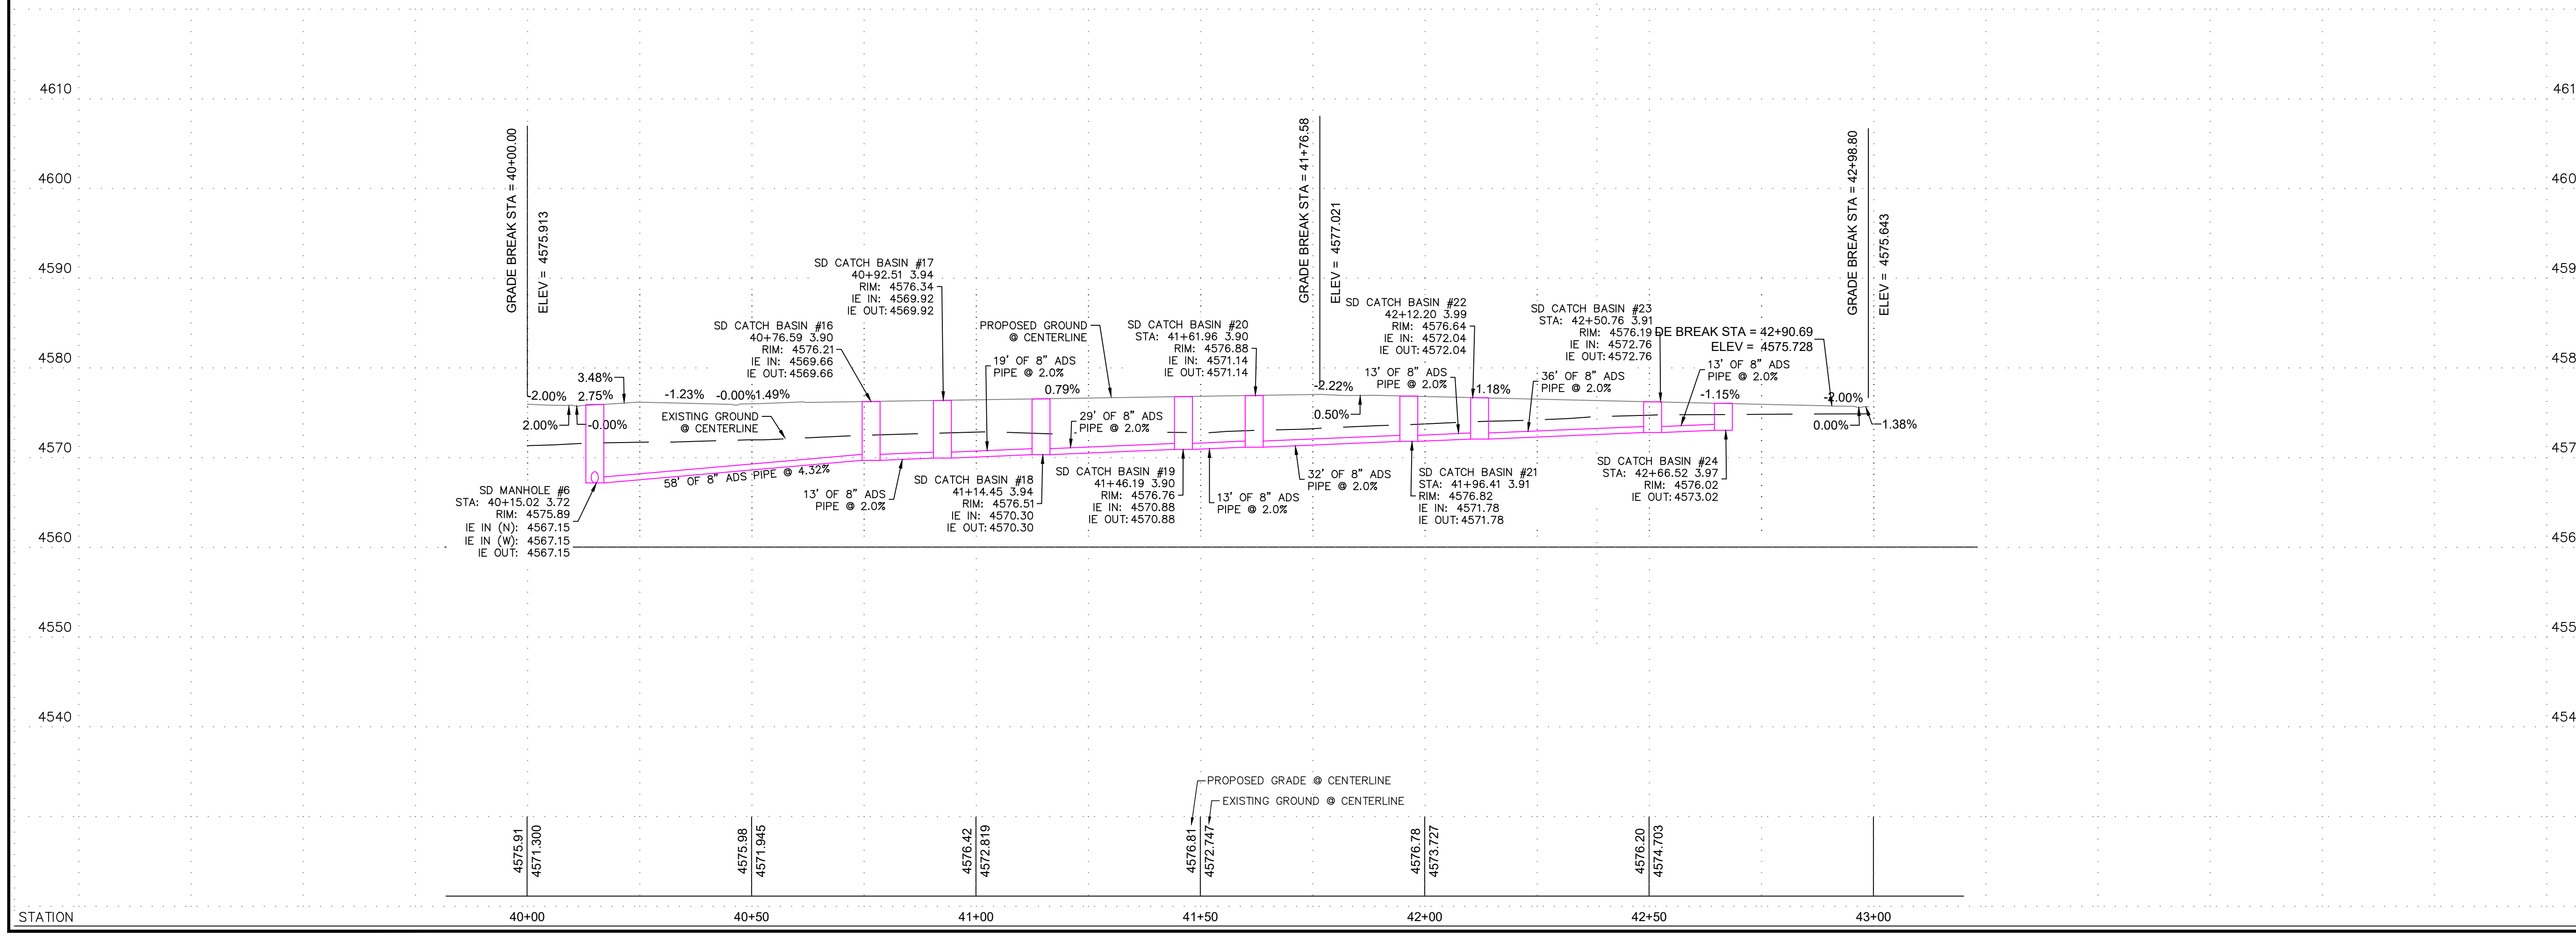 4610
4600
4590
4580
4570
4560
4550
4540
461
460
459
458
457
456
455
454
GRADE BREAK STA = 40+00.00
ELEV = 4575.913
GRADE BREAK STA = 41+76.58
ELEV = 4577.021
GRADE BREAK STA = 42+98.80
ELEV = 4575.643
DE BREAK STA = 42+90.69
ELEV = 4575.728
-2.00%
2.75%
3.48%
2.00%
-0.00%
-1.23%
-0.00%
1.49%
0.79%
-2.22%
0.50%
1.18%
-1.15%
-2.00%
0.00%
1.38%
EXISTING GROUND
@ CENTERLINE
PROPOSED GROUND
@ CENTERLINE
SD MANHOLE #6
STA: 40+15.02 3.72
RIM: 4575.89
IE IN (N): 4567.15
IE IN (W): 4567.15
IE OUT: 4567.15
58' OF 8" ADS PIPE @ 4.32%
SD CATCH BASIN #16
40+76.59 3.90
RIM: 4576.21
IE IN: 4569.66
IE OUT: 4569.66
13' OF 8" ADS
PIPE @ 2.0%
SD CATCH BASIN #17
40+92.51 3.94
RIM: 4576.34
IE IN: 4569.92
IE OUT: 4569.92
19' OF 8" ADS
PIPE @ 2.0%
SD CATCH BASIN #18
41+14.45 3.94
RIM: 4576.51
IE IN: 4570.30
IE OUT: 4570.30
29' OF 8" ADS
PIPE @ 2.0%
SD CATCH BASIN #19
41+46.19 3.90
RIM: 4576.76
IE IN: 4570.88
IE OUT: 4570.88
13' OF 8" ADS
PIPE @ 2.0%
SD CATCH BASIN #20
STA: 41+61.96 3.90
RIM: 4576.88
IE IN: 4571.14
IE OUT: 4571.14
32' OF 8" ADS
PIPE @ 2.0%
SD CATCH BASIN #21
STA: 41+96.41 3.91
RIM: 4576.82
IE IN: 4571.78
IE OUT: 4571.78
13' OF 8" ADS
PIPE @ 2.0%
SD CATCH BASIN #22
42+12.20 3.99
RIM: 4576.64
IE IN: 4572.04
IE OUT: 4572.04
36' OF 8" ADS
PIPE @ 2.0%
SD CATCH BASIN #23
STA: 42+50.76 3.91
RIM: 4576.19
IE IN: 4572.76
IE OUT: 4572.76
13' OF 8" ADS
PIPE @ 2.0%
SD CATCH BASIN #24
STA: 42+66.52 3.97
RIM: 4576.02
IE OUT: 4573.02
PROPOSED GRADE @ CENTERLINE
EXISTING GROUND @ CENTERLINE
4575.91
4571.300
4575.98
4571.945
4576.42
4572.819
4576.81
4572.747
4576.78
4573.727
4576.20
4574.703
STATION
40+00
40+50
41+00
41+50
42+00
42+50
43+00